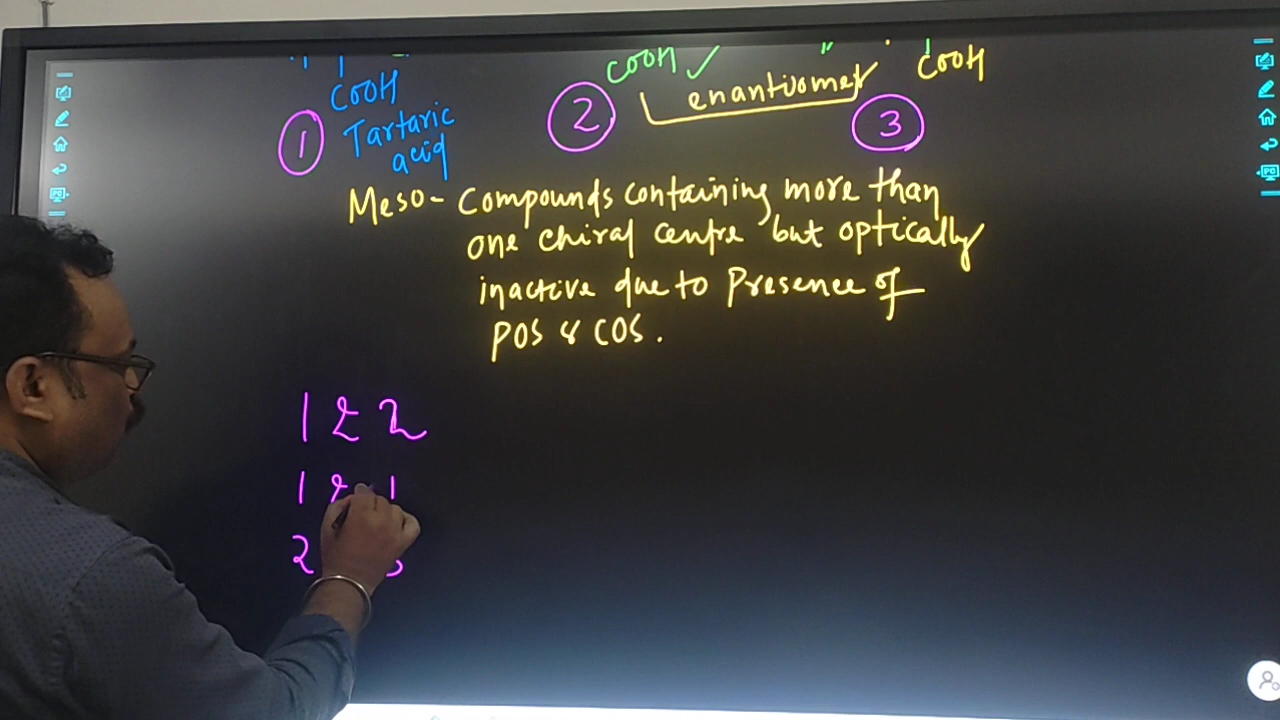 COOH
COOH ✓
COOH
enantiomer
1 Tartaric
acid
2
3
Meso - Compounds containing more than
one chiral centre but optically
inactive due to Presence of
POS & COS.
1 & 2
1 & 1
2